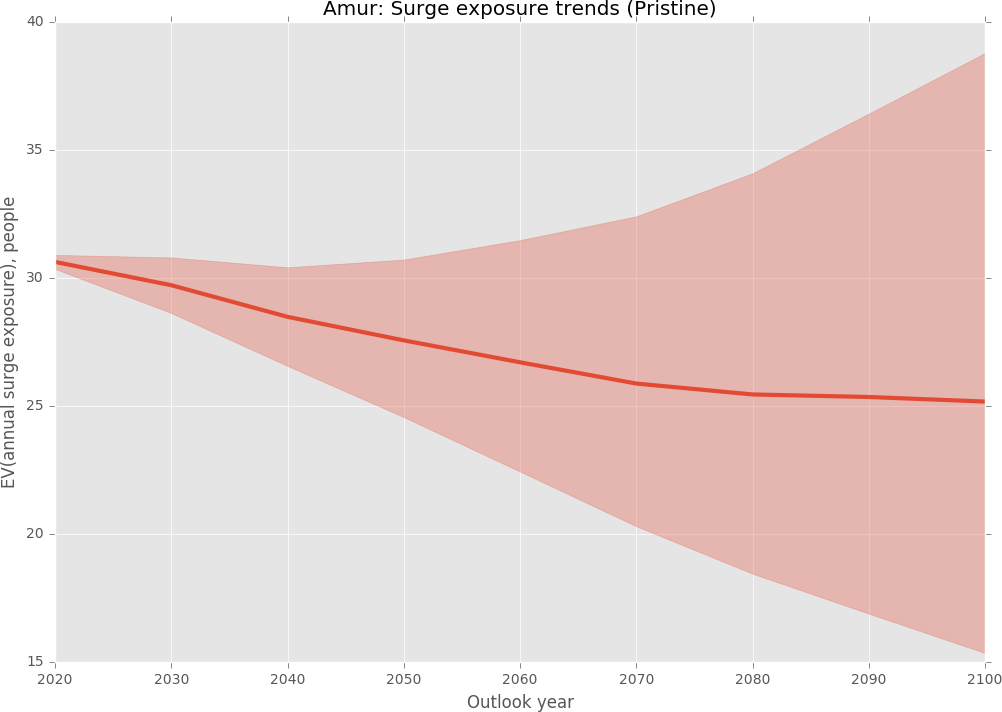 Amur: Surge exposure trends (Pristine)
EV(annual surge exposure), people
40
35
30
25
20
15
2020 2030 2040 2050 2060 2070 2080 2090 2100
Outlook year